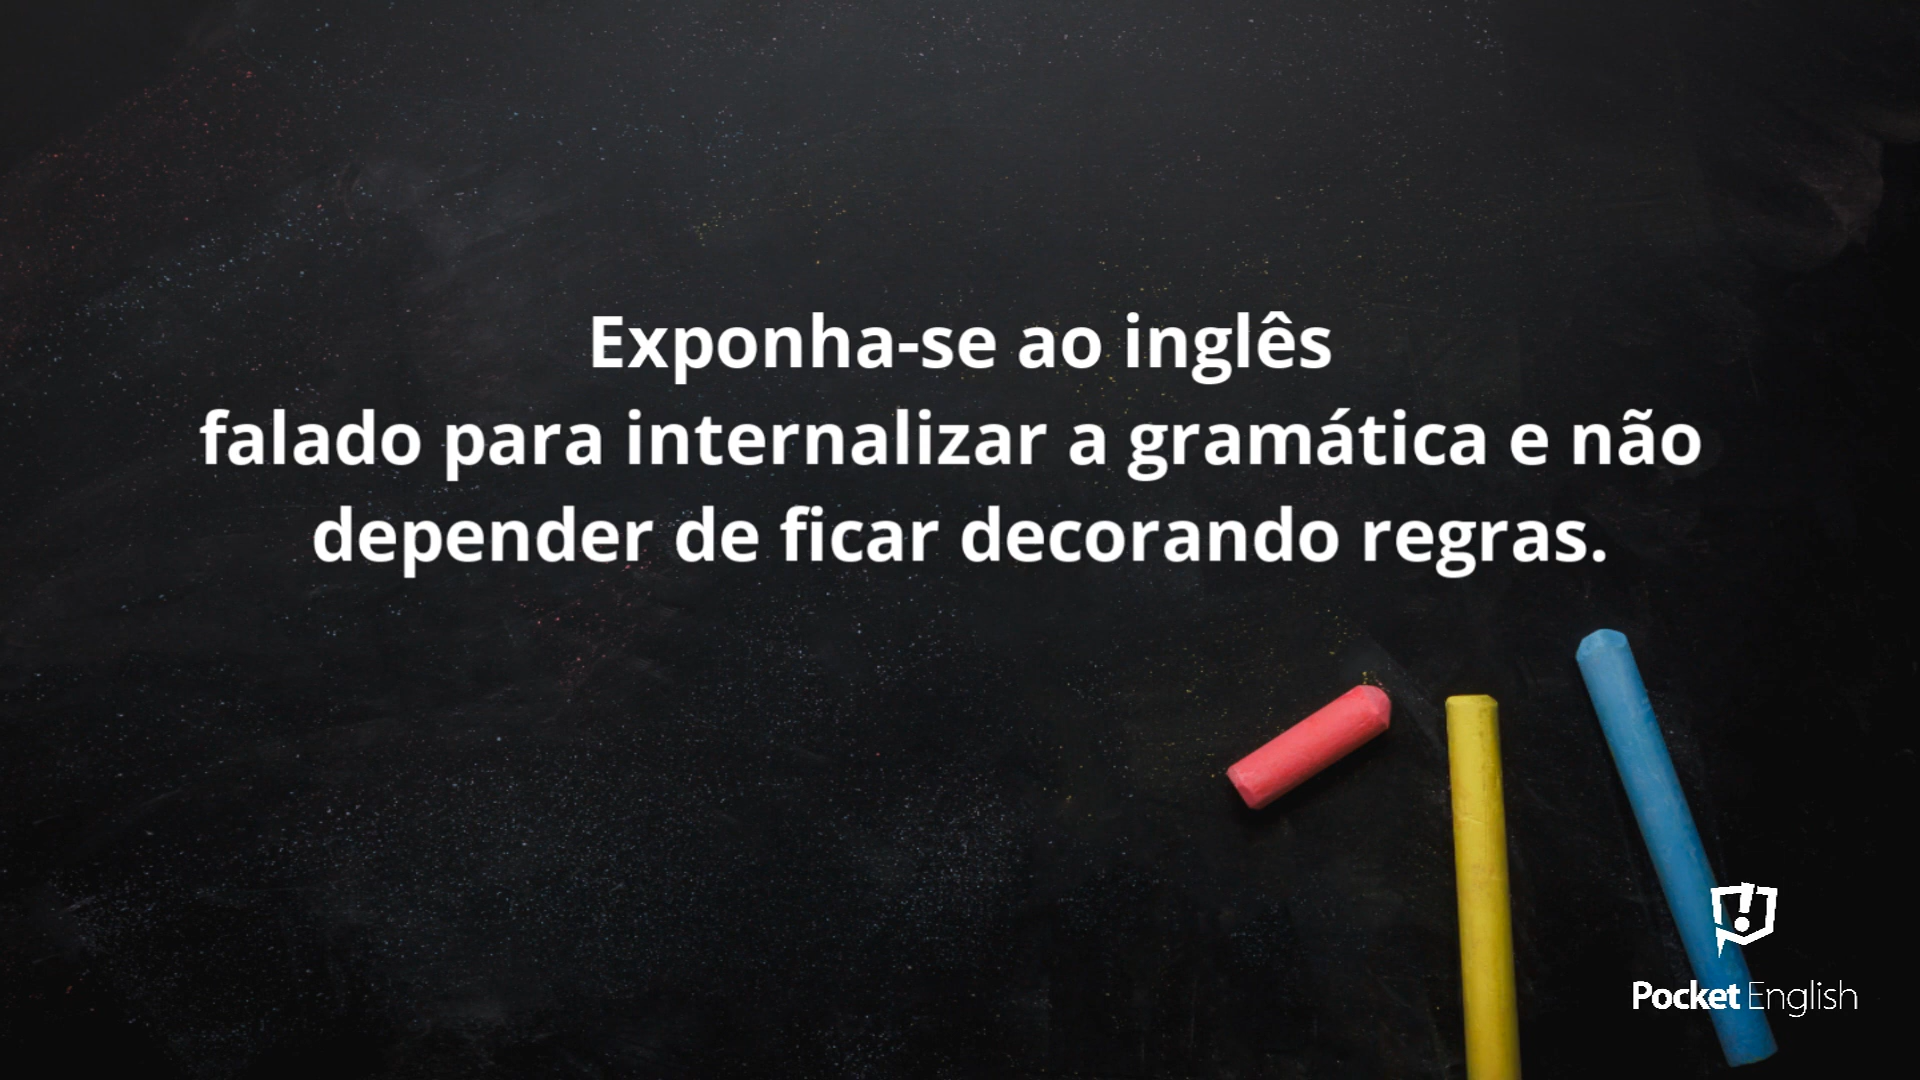 Exponha-se ao inglês
falado para internalizar a gramática e não
depender de ficar decorando regras.
Pocket English